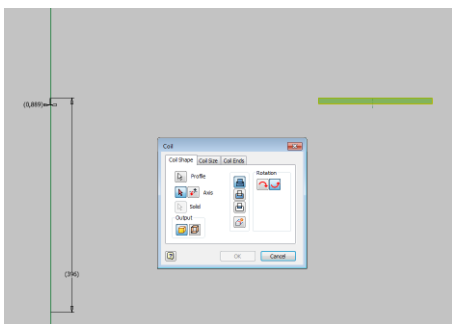 (0,889)
Coil
Coil Shape Coil Size Coil Ends
Profile
Rotation
Axis
Solid
Output
OK Cancel
(396)